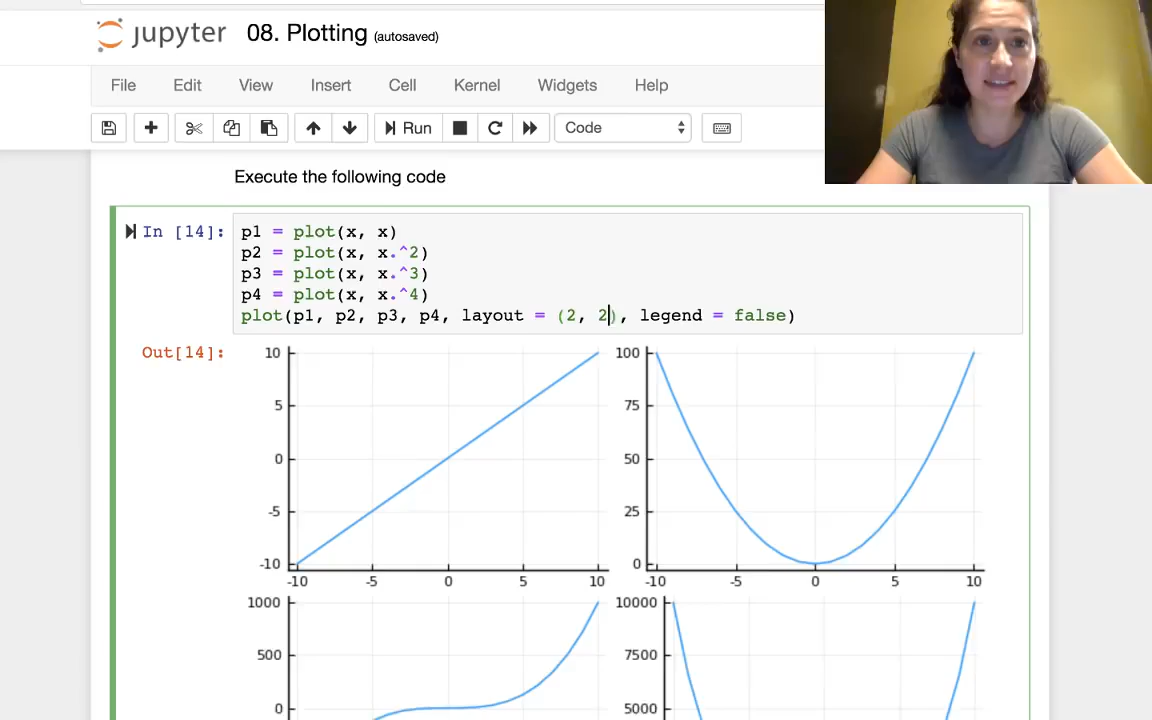 jupyter 08. Plotting (autosaved)
File Edit View Insert Cell Kernel Widgets Help
Run Code
Execute the following code
In [14]: p1 = plot(x, x)
p2 = plot(x, x.^2)
p3 = plot(x, x.^3)
p4 = plot(x, x.^4)
plot(p1, p2, p3, p4, layout = (2, 2), legend = false)
Out[14]:
10 100
5 75
0 50
-5 25
-10 0
-10 -5 0 5 10 -10 -5 0 5 10
1000 10000
500 7500
0 5000